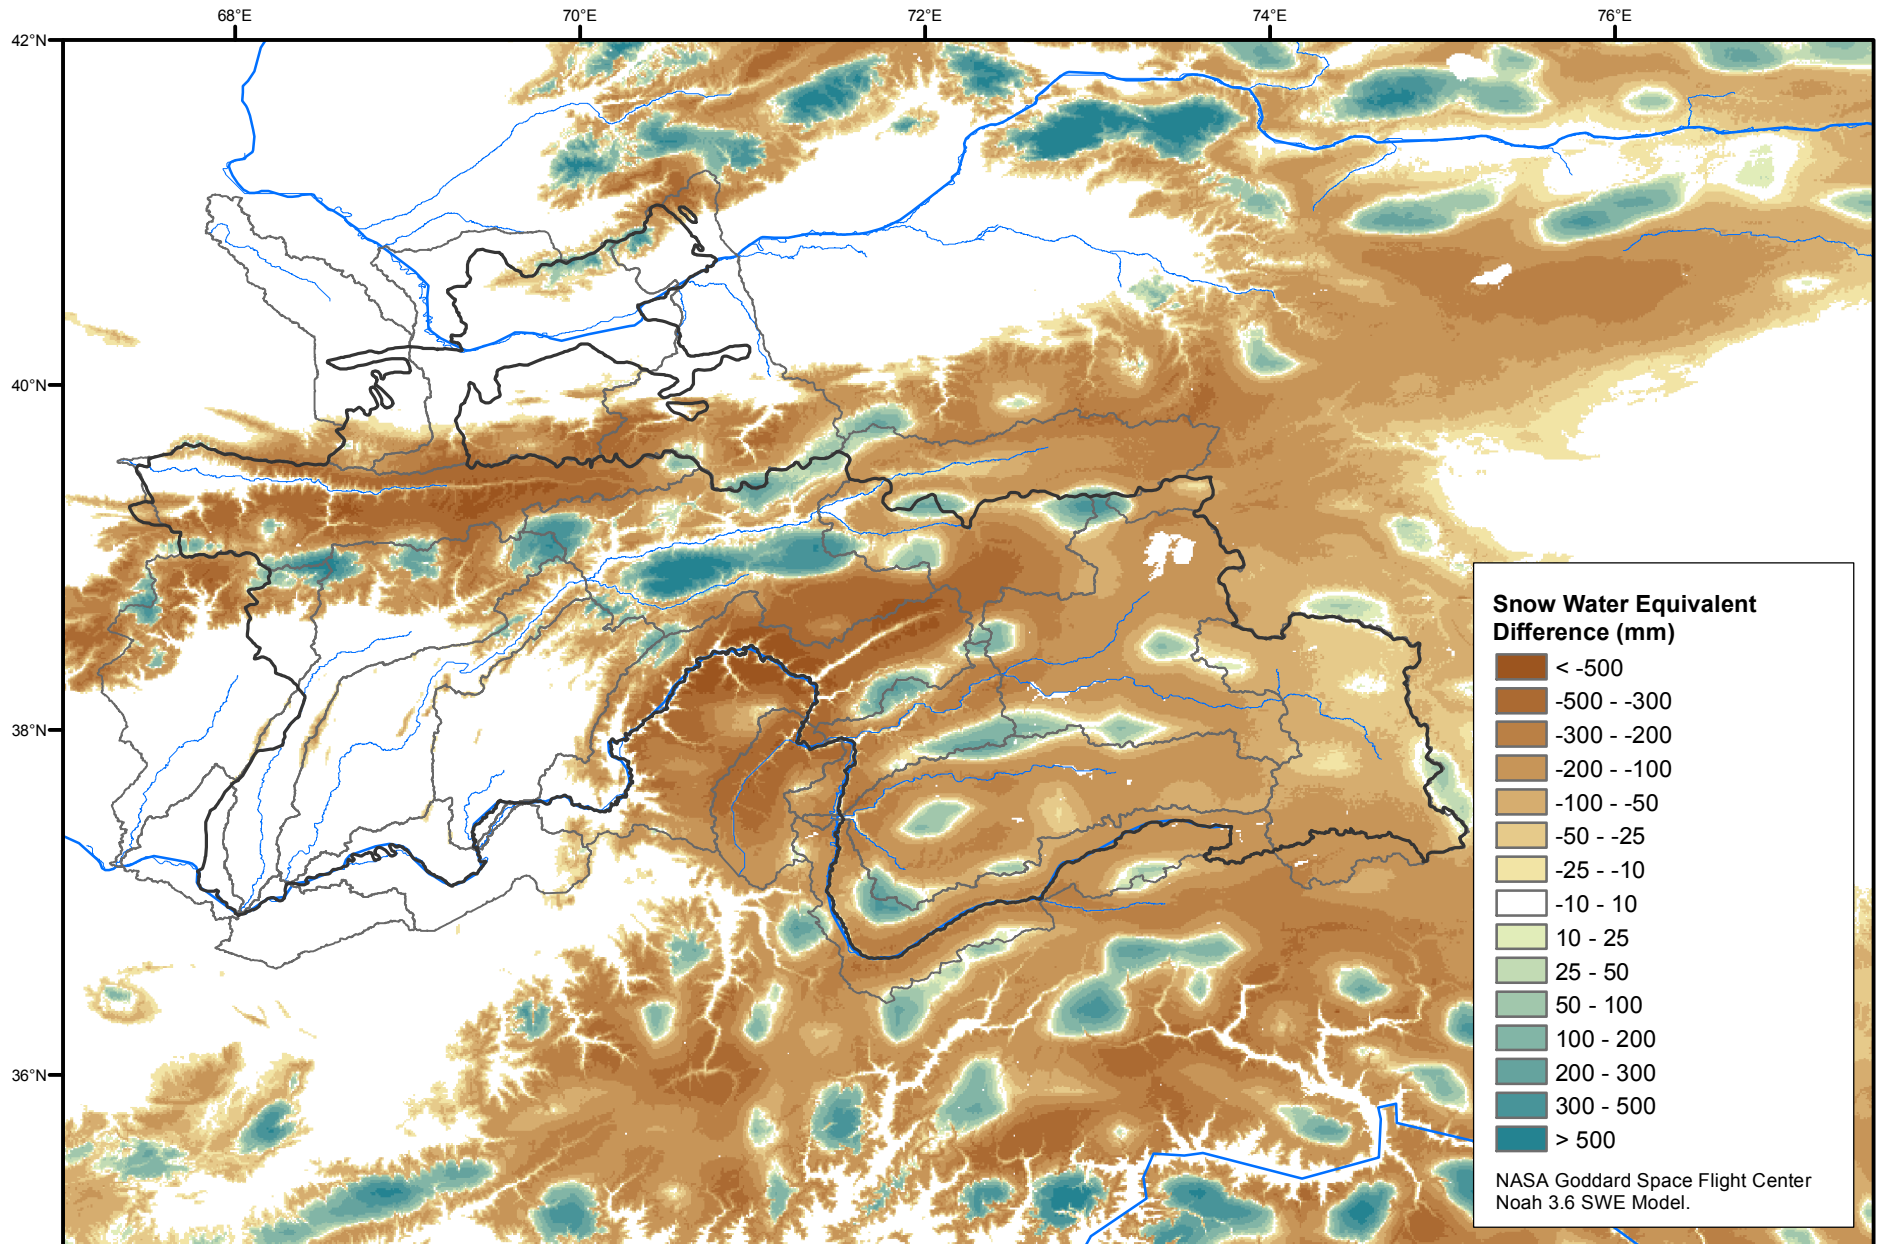 68°E
70°E
72°E
74°E
76°E
42°N
40°N
38°N
36°N
Snow Water Equivalent
Difference (mm)
< -500
-500 - -300
-300 - -200
-200 - -100
-100 - -50
-50 - -25
-25 - -10
-10 - 10
10 - 25
25 - 50
50 - 100
100 - 200
200 - 300
300 - 500
> 500
NASA Goddard Space Flight Center
Noah 3.6 SWE Model.